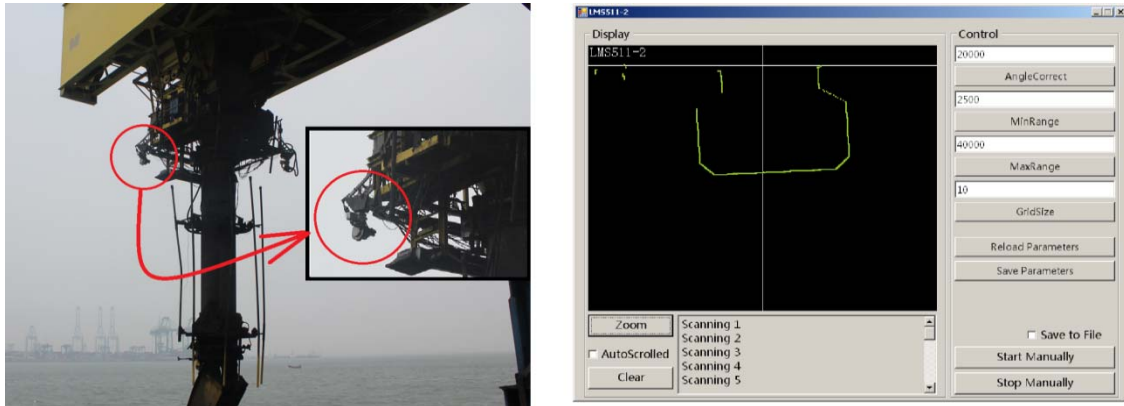 LMS511-2
Display
LMS511-2
Zoom
AutoScrolled
Clear
Scanning 1
Scanning 2
Scanning 3
Scanning 4
Scanning 5
Control
20000
AngleCorrect
2500
MinRange
40000
MaxRange
10
GridSize
Reload Parameters
Save Parameters
Save to File
Start Manually
Stop Manually